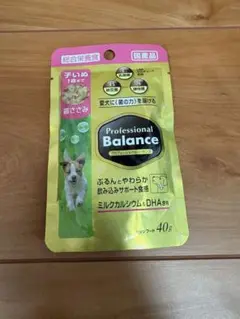 総合栄養食
国産品
子いぬ
1歳まで
鶏ささみ
愛犬に《菌の力》を届ける
Professional
Balance
ぷるんとやわらか
飲み込みサポート食感
ミルクカルシウム&DHA使用
40g